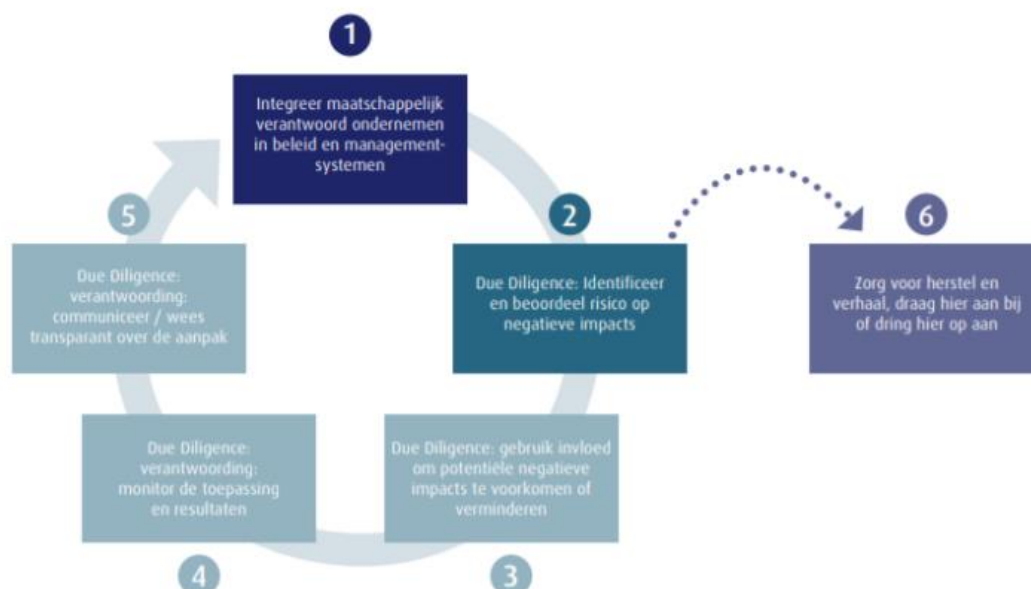 1
Integreer maatschappelijk
verantwoord ondernemen
in beleid en management-
systemen
2
Due Diligence: Identificeer
en beoordeel risico op
negatieve impacts
3
Due Diligence: gebruik invloed
om potentiële negatieve
impacts te voorkomen of
verminderen
4
Due Diligence:
verantwoording:
monitor de toepassing
en resultaten
5
Due Diligence:
verantwoording:
communiceer / wees
transparant over de aanpak
6
Zorg voor herstel en
verhaal, draag hier aan bij
of dring hier op aan